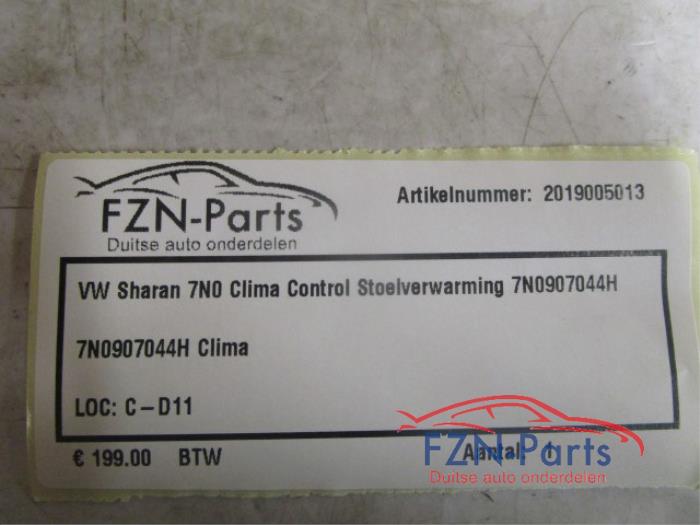 FZN-Parts
Duitse auto onderdelen
Artikelnummer: 2019005013
VW Sharan 7N0 Clima Control Stoelverwarming 7N0907044H
7N0907044H Clima
LOC: C-D11
€ 199.00 BTW
Aantal: 1
FZN-Parts
Duitse auto onderdelen